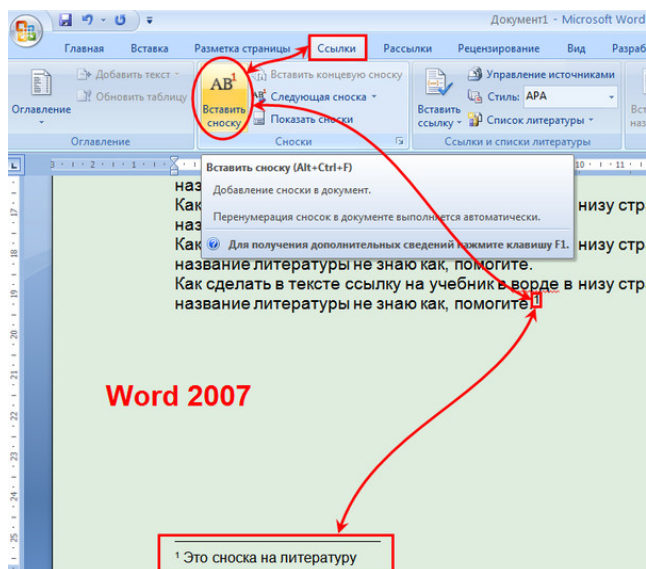 Документ1 - Microsoft Word
Главная Вставка Разметка страницы Ссылки Рассылки Рецензирование Вид Разраб
Добавить текст
Обновить таблицу
Оглавление
Оглавление
AB¹
Вставить сноску
Вставить концевую сноску
Следующая сноска
Показать сноски
Сноски
Вставить ссылку
Управление источниками
Стиль: APA
Список литературы
Ссылки и списки литературы
Вставить сноску (Alt+Ctrl+F)
Добавление сноски в документ.
Перенумерация сносок в документе выполняется автоматически.
Для получения дополнительных сведений нажмите клавишу F1.
наз
Как низу стр
наз
Как низу стр
название литературы не знаю как, помогите.
Как сделать в тексте ссылку на учебник в ворде в низу стр
название литературы не знаю как, помогите.¹
Word 2007
¹ Это сноска на литературу